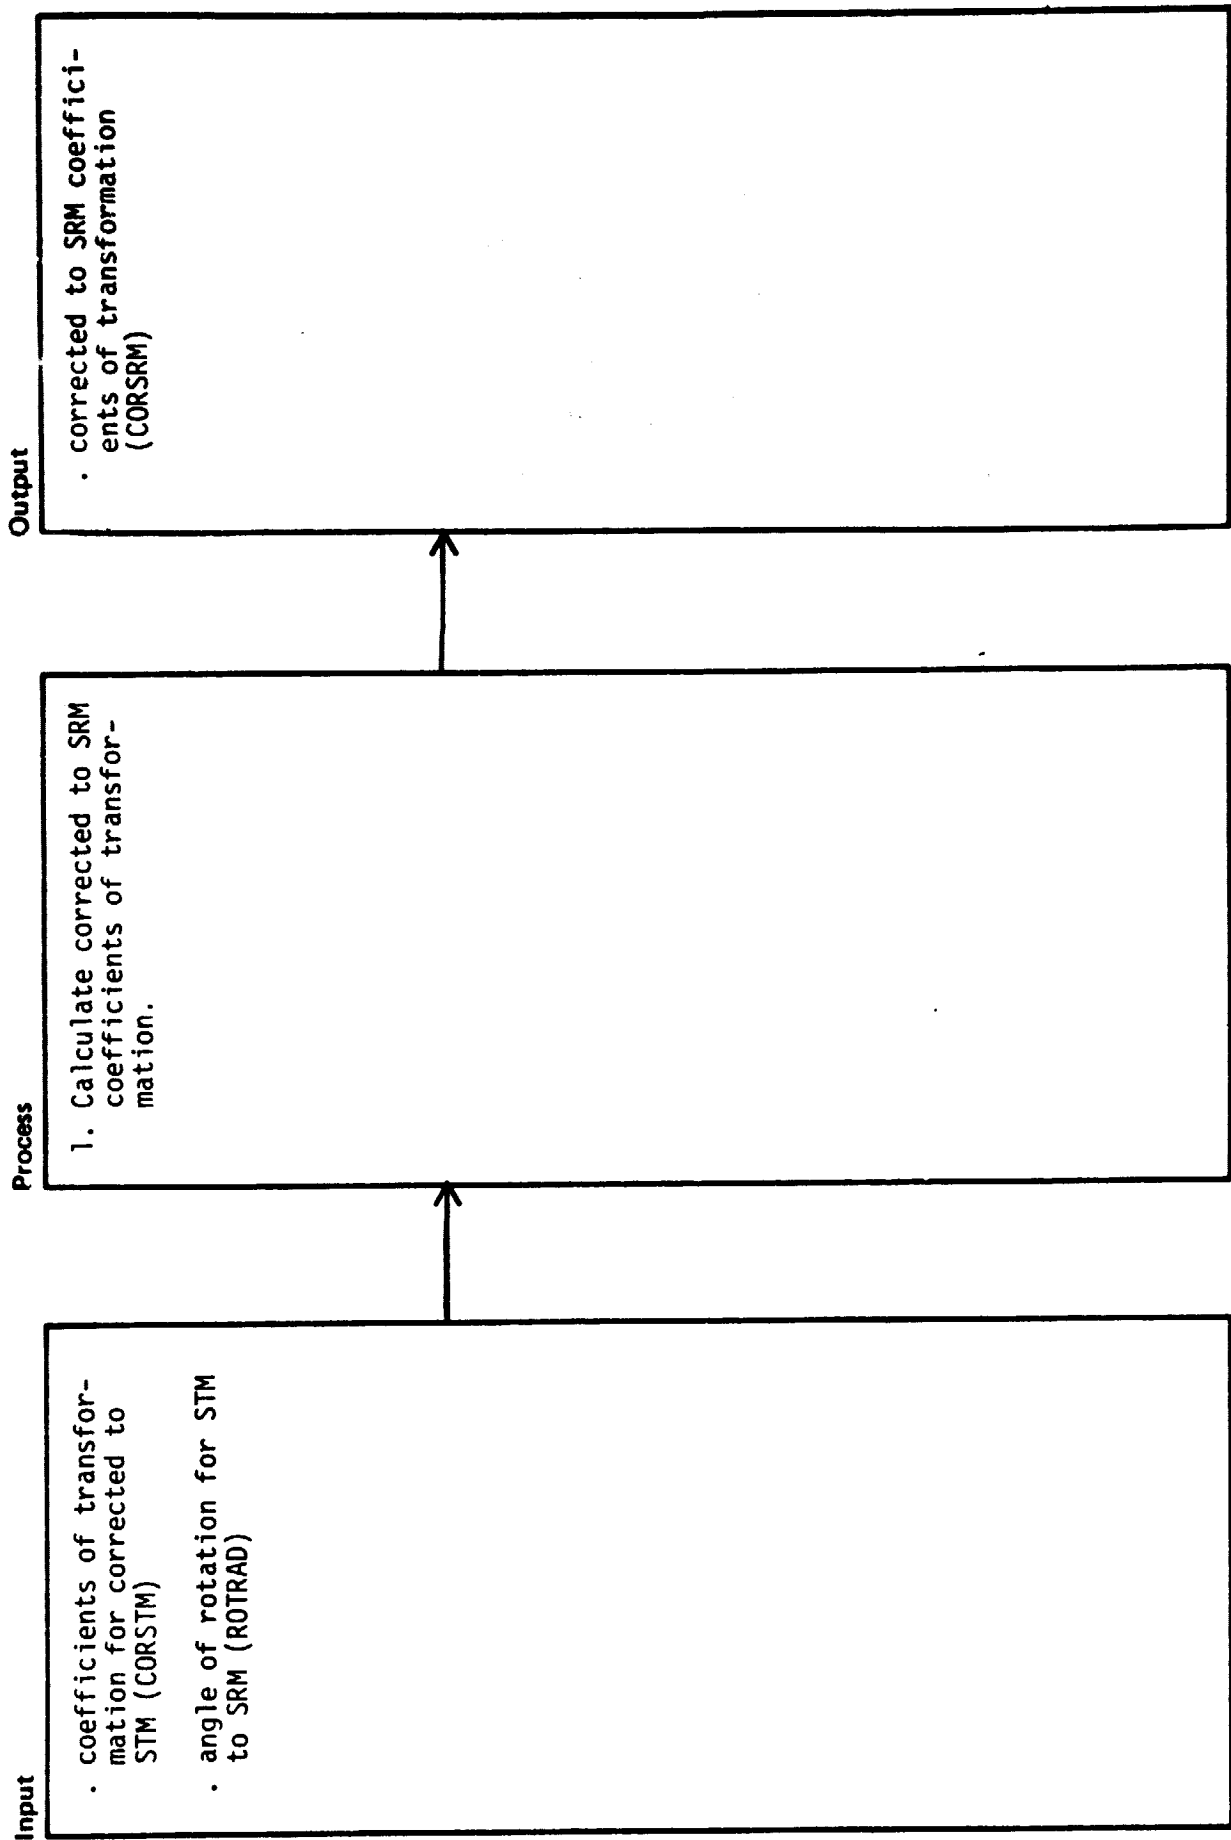 Input
. coefficients of transfor-
mation for corrected to
STM (CORSTM)
. angle of rotation for STM
to SRM (ROTRAD)
Process
1. Calculate corrected to SRM
coefficients of transfor-
mation.
Output
. corrected to SRM coeffici-
ents of transformation
(CORSRM)